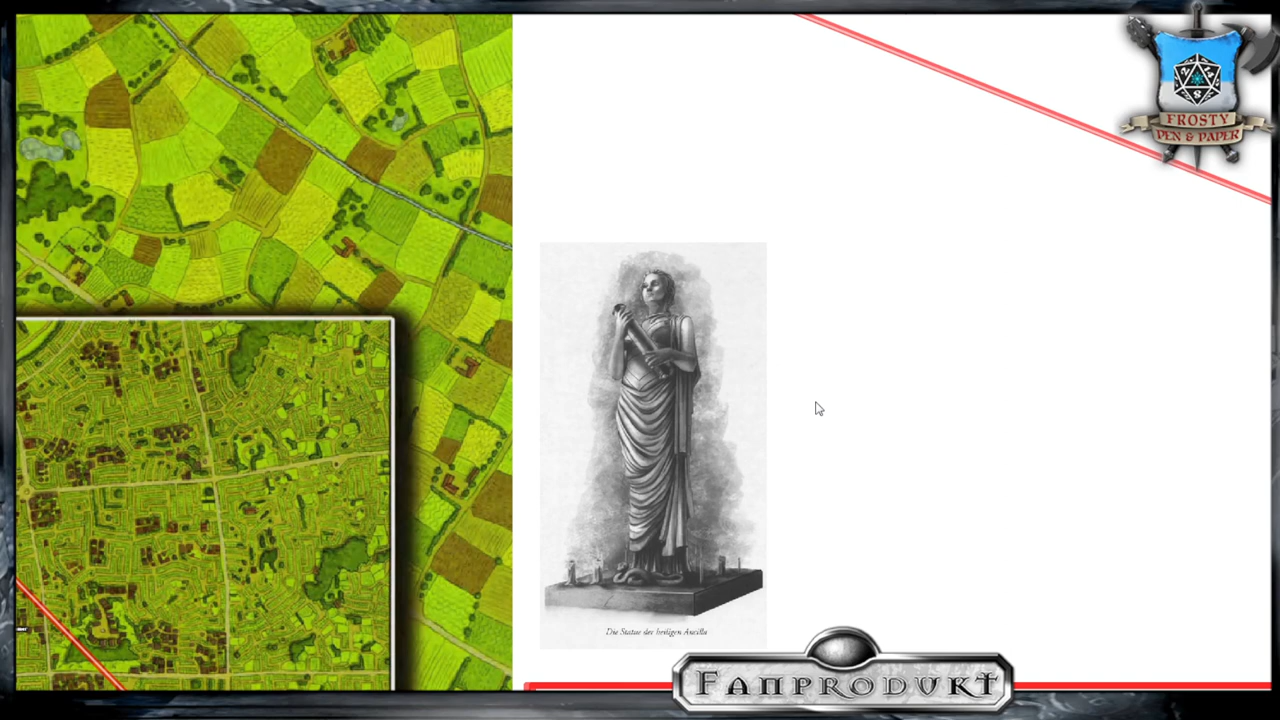 FROSTY
PEN & PAPER
Die Statue der heiligen Ancilla
FANPRODUKT